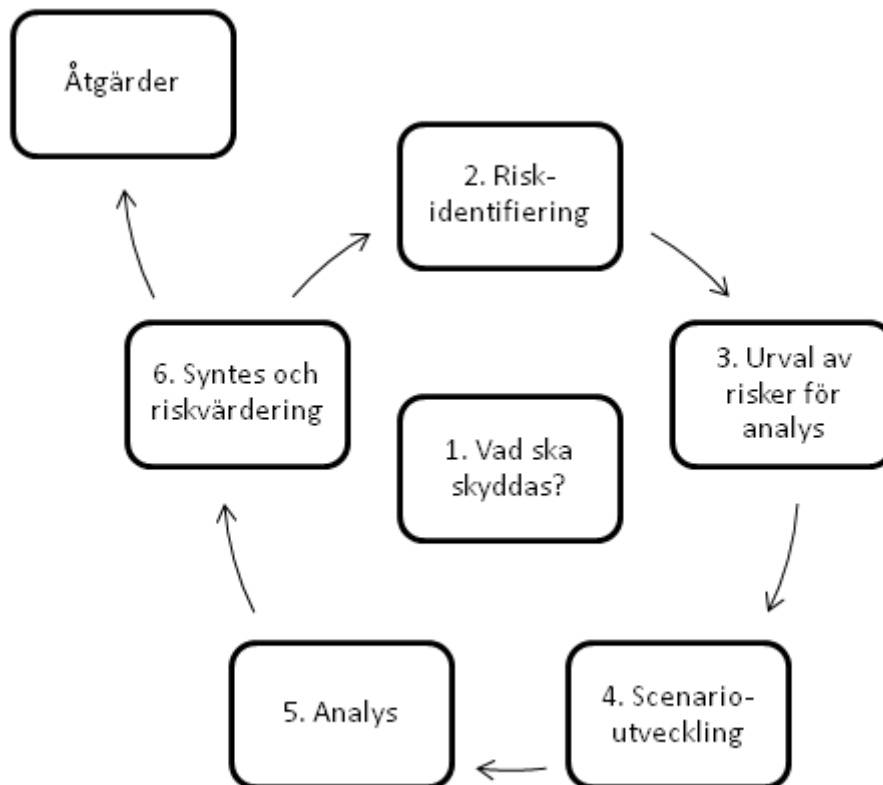 Åtgärder
2. Risk-
identifiering
3. Urval av
risker för
analys
6. Syntes och
riskvärdering
1. Vad ska
skyddas?
5. Analys
4. Scenario-
utveckling